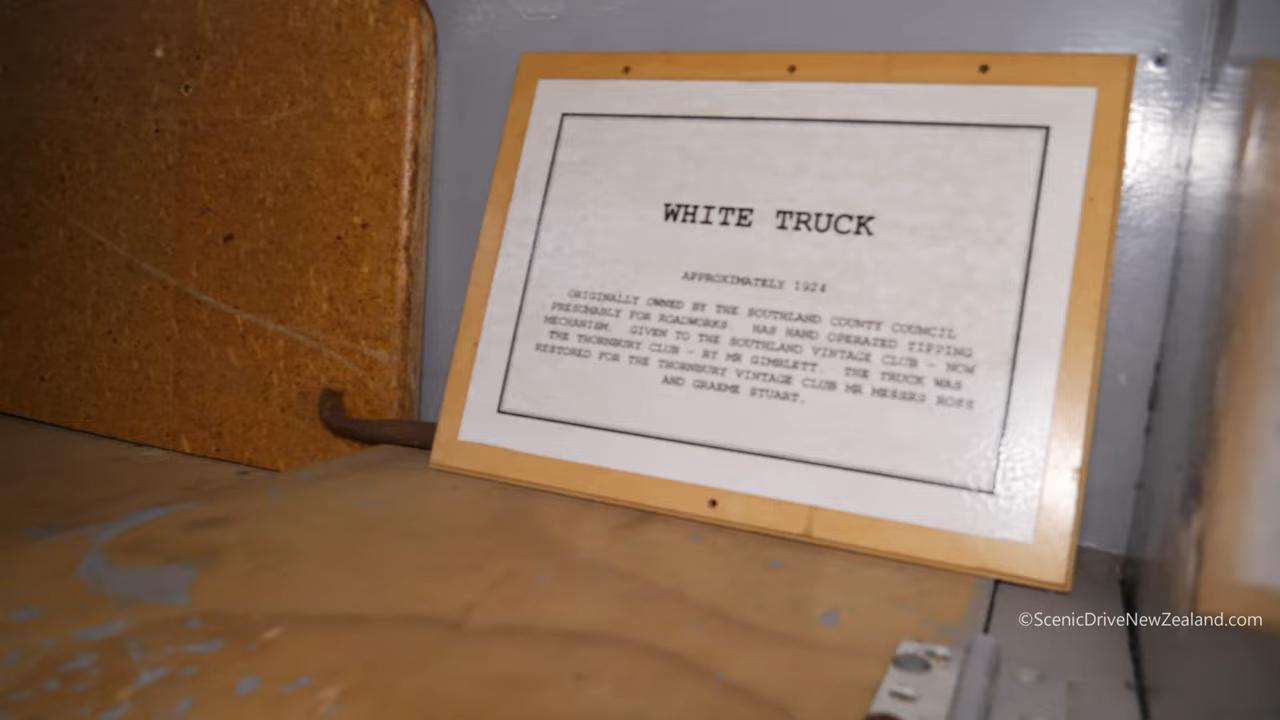 WHITE TRUCK
APPROXIMATELY 1924
ORIGINALLY OWNED BY THE SOUTHLAND COUNTY COUNCIL
PRESUMABLY FOR ROADWORKS. HAS HAND OPERATED TIPPING
MECHANISM. GIVEN TO THE SOUTHLAND VINTAGE CLUB - NOW
THE THORNBURY CLUB - BY MR GIMBLETT. THE TRUCK WAS
RESTORED FOR THE THORNBURY VINTAGE CLUB MR MESSRS ROSS
AND GRAEME STUART.
©ScenicDriveNewZealand.com